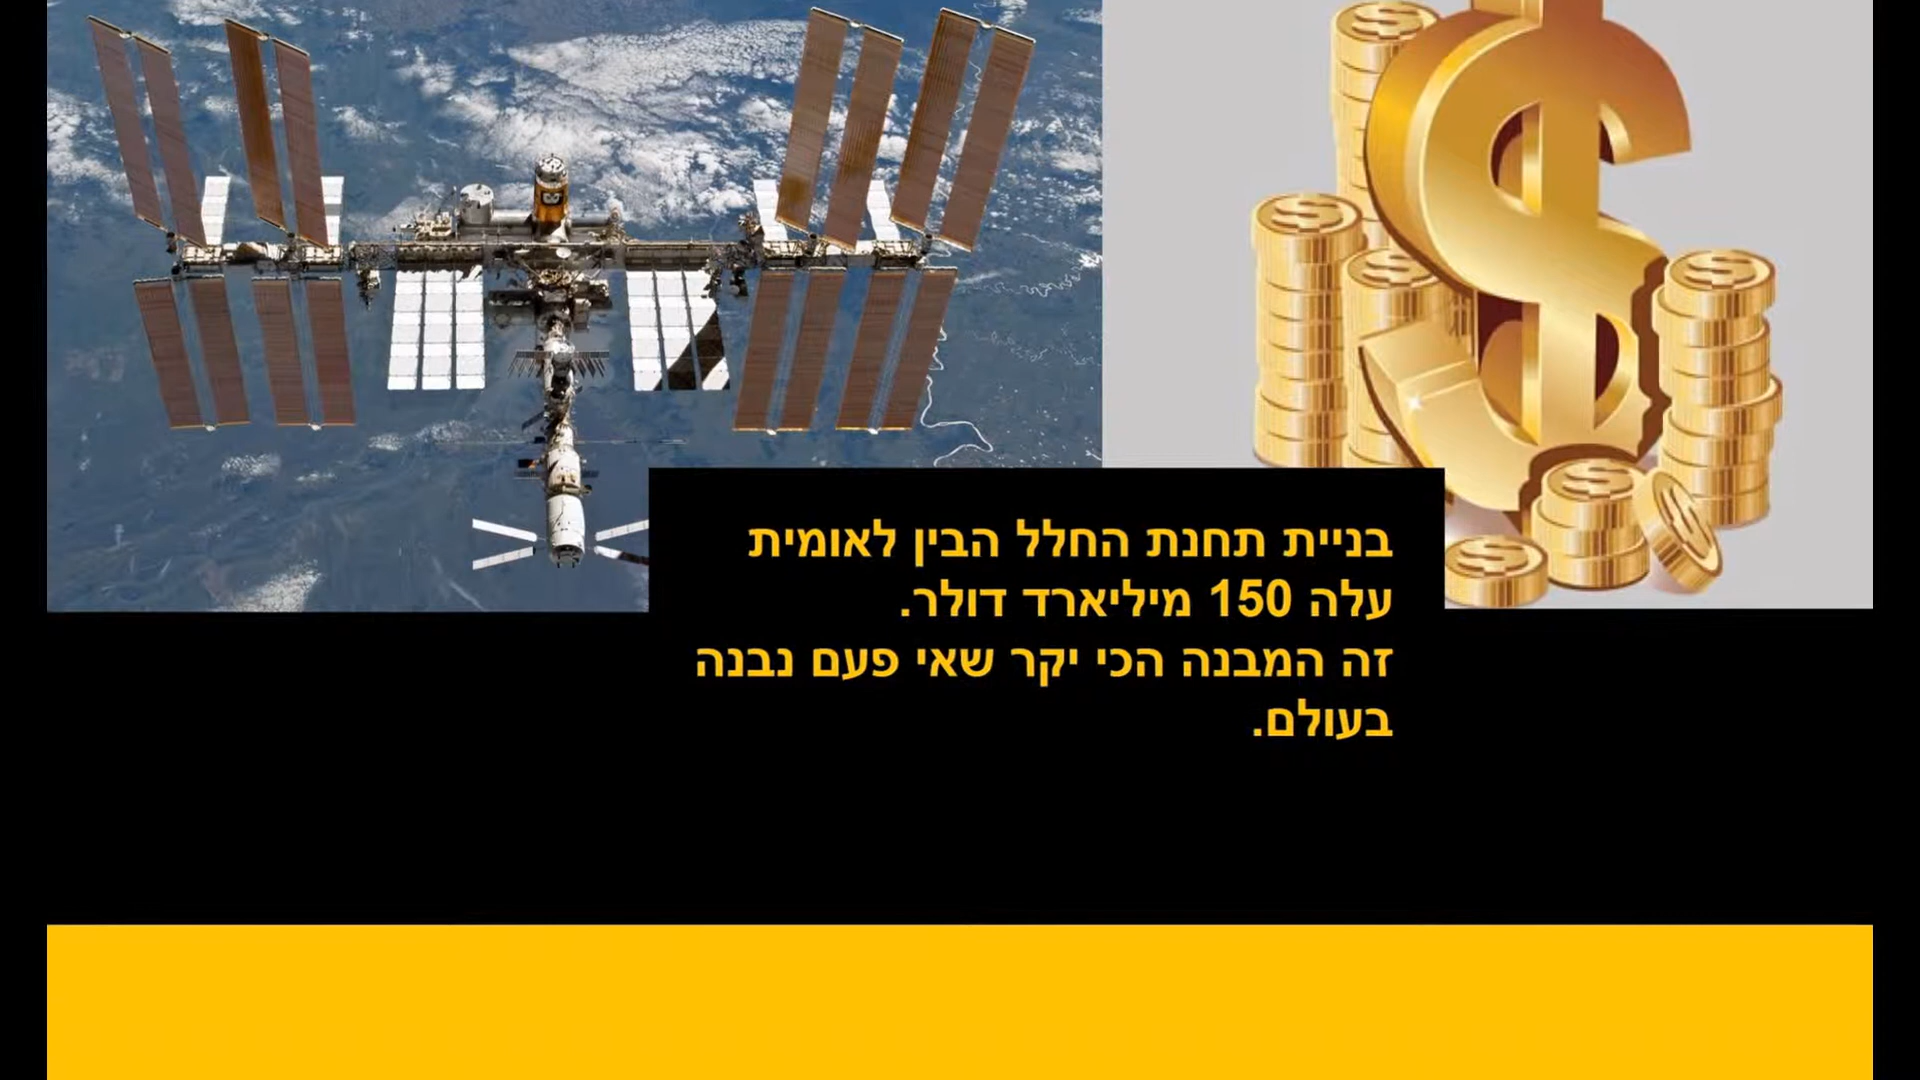 בניית תחנת החלל הבין לאומית
עלה 150 מיליארד דולר.
זה המבנה הכי יקר שאי פעם נבנה
בעולם.